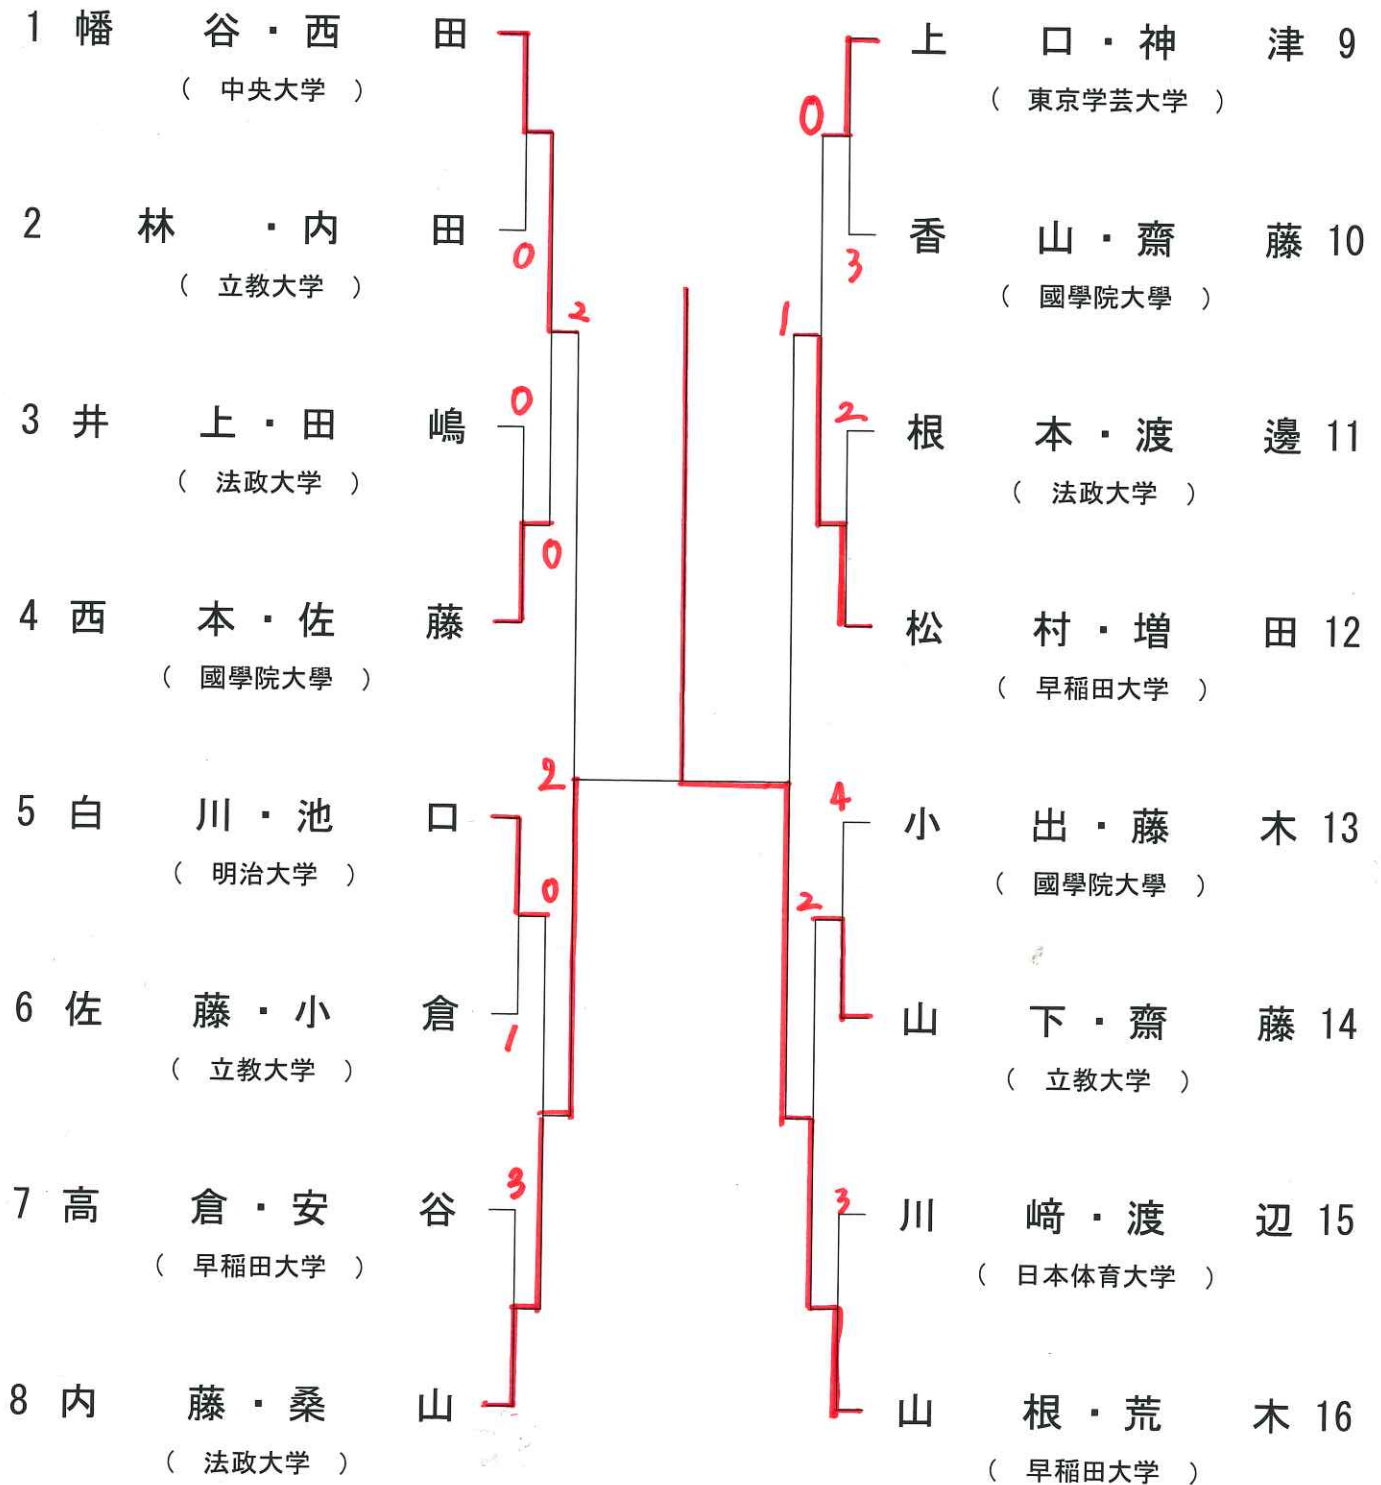 1 幡 谷・西 田
( 中央大学 )
0
2 林 ・内 田
( 立教大学 )
2
0
3 井 上・田 嶋
( 法政大学 )
0
4 西 本・佐 藤
( 國學院大學 )
2
5 白 川・池 口
( 明治大学 )
0
6 佐 藤・小 倉
1
( 立教大学 )
3
7 高 倉・安 谷
( 早稲田大学 )
8 内 藤・桑 山
( 法政大学 )
上 口・神 津 9
( 東京学芸大学 )
0
香 山・齋 藤 10
3
( 國學院大學 )
1
2
根 本・渡 邊 11
( 法政大学 )
松 村・増 田 12
( 早稲田大学 )
4
小 出・藤 木 13
( 國學院大學 )
2
山 下・齋 藤 14
( 立教大学 )
3
川 﨑・渡 辺 15
( 日本体育大学 )
山 根・荒 木 16
( 早稲田大学 )